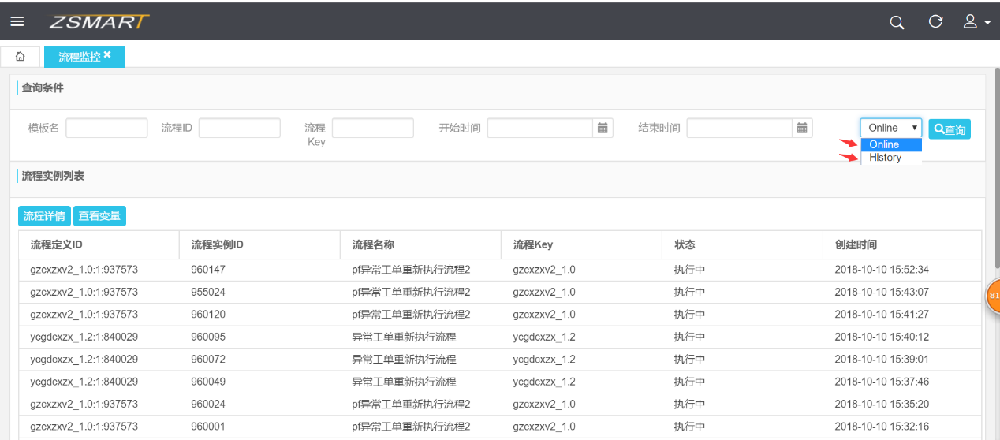 ZSMART
流程监控 ×
查询条件
模板名 流程ID 流程Key 开始时间 结束时间 Online 查询
Online
History
流程实例列表
流程详情 查看变量
流程定义ID 流程实例ID 流程名称 流程Key 状态 创建时间
gzcxzxv2_1.0:1:937573 960147 pf异常工单重新执行流程2 gzcxzxv2_1.0 执行中 2018-10-10 15:52:34
gzcxzxv2_1.0:1:937573 955024 pf异常工单重新执行流程2 gzcxzxv2_1.0 执行中 2018-10-10 15:43:07
gzcxzxv2_1.0:1:937573 960120 pf异常工单重新执行流程2 gzcxzxv2_1.0 执行中 2018-10-10 15:41:27
ycgdcxzx_1.2:1:840029 960095 异常工单重新执行流程 ycgdcxzx_1.2 执行中 2018-10-10 15:40:12
ycgdcxzx_1.2:1:840029 960072 异常工单重新执行流程 ycgdcxzx_1.2 执行中 2018-10-10 15:39:01
ycgdcxzx_1.2:1:840029 960049 异常工单重新执行流程 ycgdcxzx_1.2 执行中 2018-10-10 15:37:46
gzcxzxv2_1.0:1:937573 960024 pf异常工单重新执行流程2 gzcxzxv2_1.0 执行中 2018-10-10 15:35:20
gzcxzxv2_1.0:1:937573 960001 pf异常工单重新执行流程2 gzcxzxv2_1.0 执行中 2018-10-10 15:32:16
81